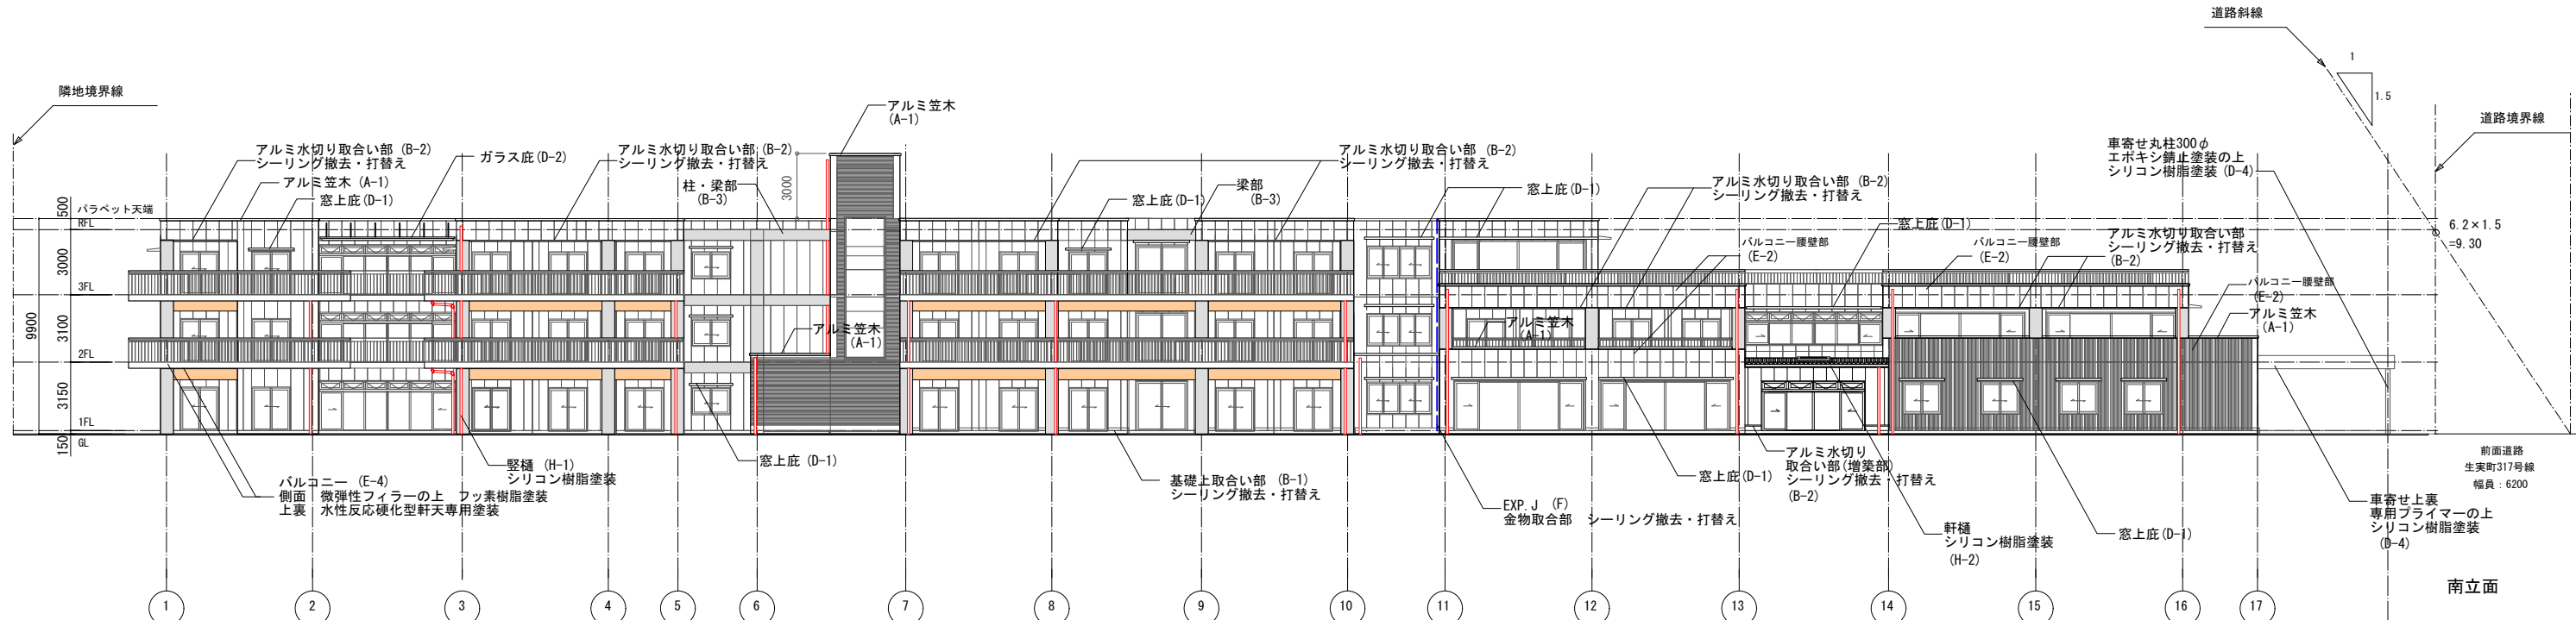 道路斜線
1
1.5
隣地境界線
アルミ笠木
(A-1)
道路境界線
車寄せ丸柱300φ
エポキシ錆止塗装の上
シリコン樹脂塗装 (D-4)
アルミ水切り取合い部 (B-2)
シーリング撤去・打替え
ガラス庇(D-2)
アルミ水切り取合い部 (B-2)
シーリング撤去・打替え
アルミ水切り取合い部 (B-2)
シーリング撤去・打替え
アルミ笠木 (A-1)
窓上庇(D-1)
柱・梁部
(B-3)
3000
窓上庇(D-1)
梁部
(B-3)
窓上庇(D-1)
アルミ水切り取合い部 (B-2)
シーリング撤去・打替え
500
パラペット天端
RFL
窓上庇(D-1)
6.2×1.5
=9.30
バルコニー腰壁部
(E-2)
バルコニー腰壁部
(E-2)
アルミ水切り取合い部
シーリング撤去・打替え
(B-2)
3000
3FL
バルコニー腰壁部
(E-2)
アルミ笠木
(A-1)
9900
3100
アルミ笠木
(A-1)
アルミ笠木
(A-1)
2FL
3150
1FL
150
GL
バルコニー (E-4)
側面 微弾性フィラーの上 フッ素樹脂塗装
上裏 水性反応硬化型軒天専用塗装
竪樋 (H-1)
シリコン樹脂塗装
窓上庇(D-1)
基礎上取合い部 (B-1)
シーリング撤去・打替え
EXP.J (F)
金物取合部 シーリング撤去・打替え
窓上庇(D-1)
アルミ水切り
取合い部(増築部)
シーリング撤去・打替え
(B-2)
軒樋
シリコン樹脂塗装
(H-2)
窓上庇(D-1)
車寄せ上裏
専用プライマーの上
シリコン樹脂塗装
(D-4)
前面道路
生実町317号線
幅員:6200
南立面
1 2 3 4 5 6 7 8 9 10 11 12 13 14 15 16 17